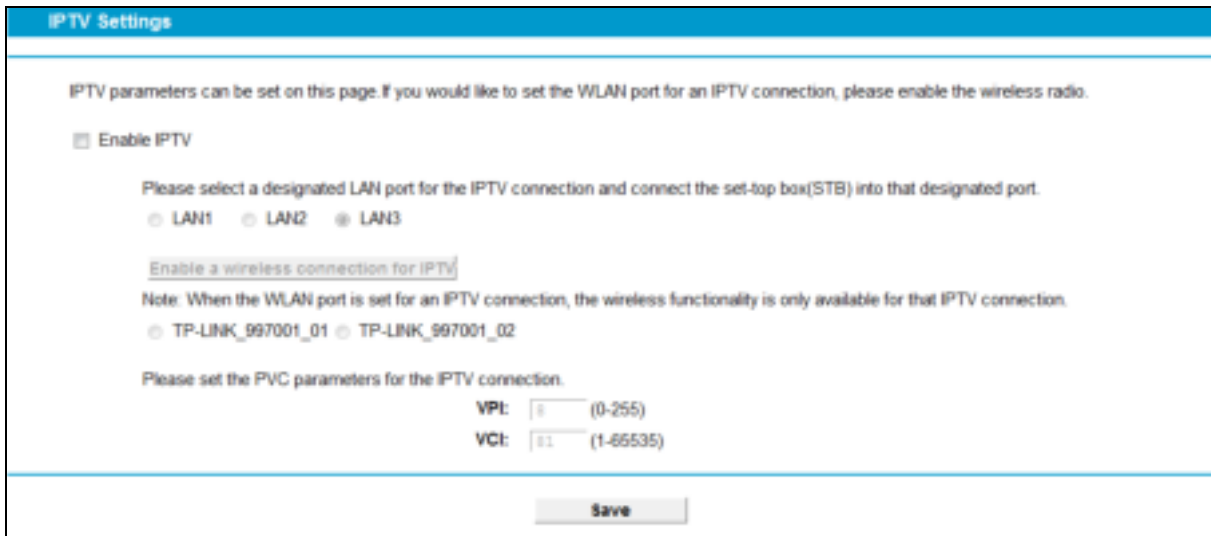 IPTV Settings
IPTV parameters can be set on this page.If you would like to set the WLAN port for an IPTV connection, please enable the wireless radio.
Enable IPTV
Please select a designated LAN port for the IPTV connection and connect the set-top box(STB) into that designated port.
LAN1 LAN2 LAN3
Enable a wireless connection for IPTV
Note: When the WLAN port is set for an IPTV connection, the wireless functionality is only available for that IPTV connection.
TP-LINK_997001_01 TP-LINK_997001_02
Please set the PVC parameters for the IPTV connection.
VPI: 8 (0-255)
VCI: 81 (1-65535)
Save